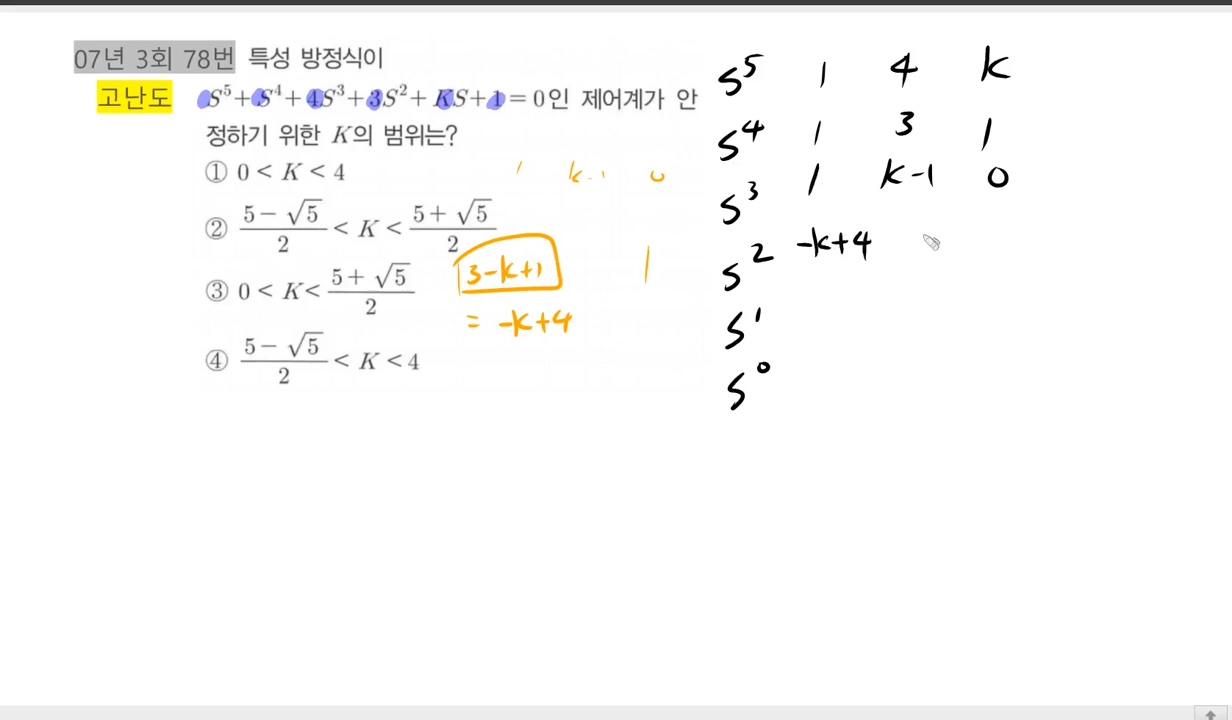 07년 3회 78번 특성 방정식이
고난도 S⁵+S⁴+4S³+3S²+KS+1=0인 제어계가 안
정하기 위한 K의 범위는?
① 0 < K < 4
② (5-√5)/2 < K < (5+√5)/2
③ 0 < K < (5+√5)/2
④ (5-√5)/2 < K < 4
1 k-1 0
3-k+1 1
= -k+4
S⁵ 1 4 k
S⁴ 1 3 1
S³ 1 k-1 0
S² -k+4
S¹
S⁰